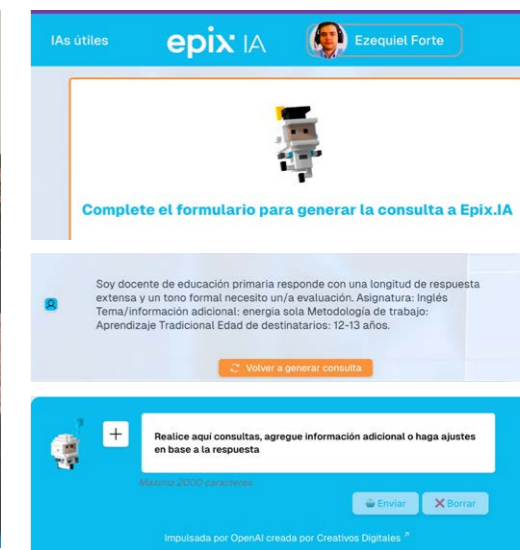 IAs útiles
epix IA
Ezequiel Forte
Complete el formulario para generar la consulta a Epix.IA
Soy docente de educación primaria responde con una longitud de respuesta
extensa y un tono formal necesito un/a evaluación. Asignatura: Inglés
Tema/información adicional: energia sola Metodología de trabajo:
Aprendizaje Tradicional Edad de destinatarios: 12-13 años.
Volver a generar consulta
Realice aquí consultas, agregue información adicional o haga ajustes
en base a la respuesta
Máximo 2000 caracteres
Enviar
Borrar
Impulsada por OpenAI creada por Creativos Digitales